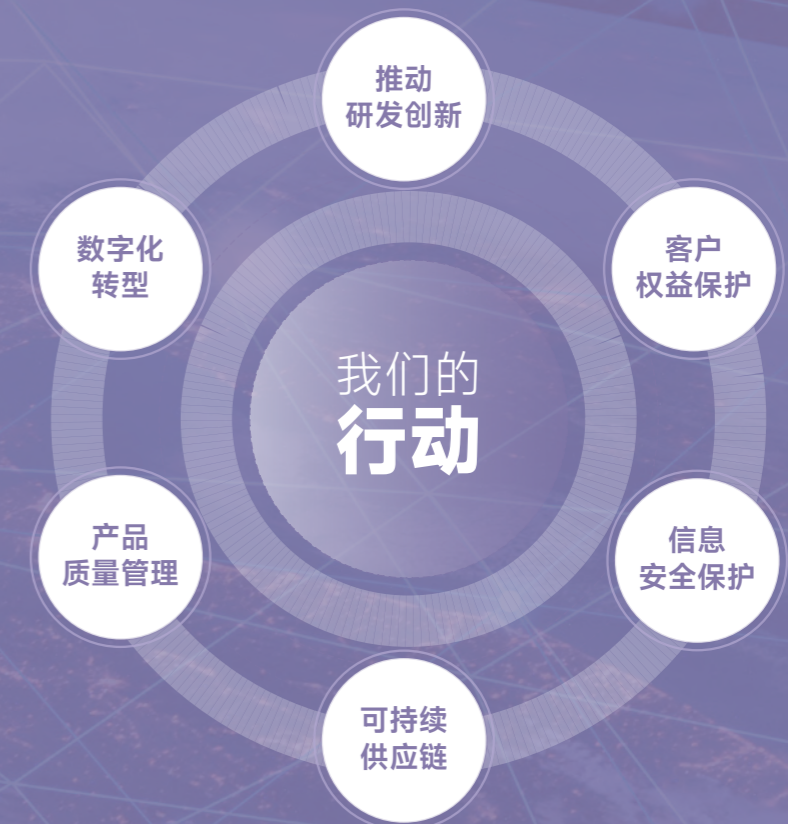 推动
研发创新
数字化
转型
客户
权益保护
我们的
行动
产品
质量管理
信息
安全保护
可持续
供应链